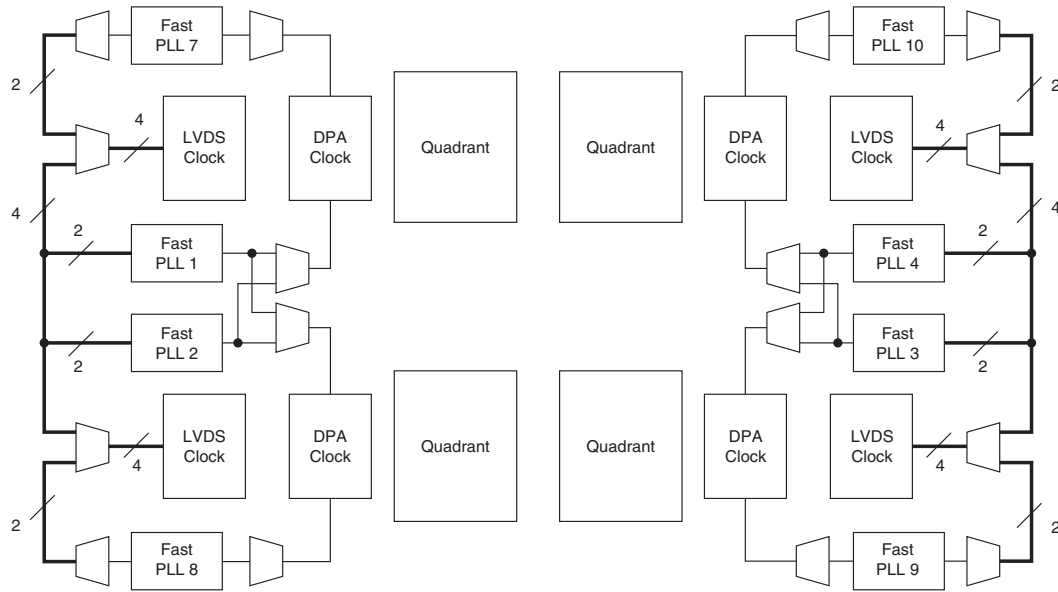 Fast
PLL 7
Fast
PLL 10
2
2
4
LVDS
Clock
DPA
Clock
Quadrant
Quadrant
DPA
Clock
LVDS
Clock
4
4
4
2
Fast
PLL 1
Fast
PLL 4
2
2
Fast
PLL 2
Fast
PLL 3
2
LVDS
Clock
4
DPA
Clock
Quadrant
Quadrant
DPA
Clock
LVDS
Clock
4
2
2
Fast
PLL 8
Fast
PLL 9